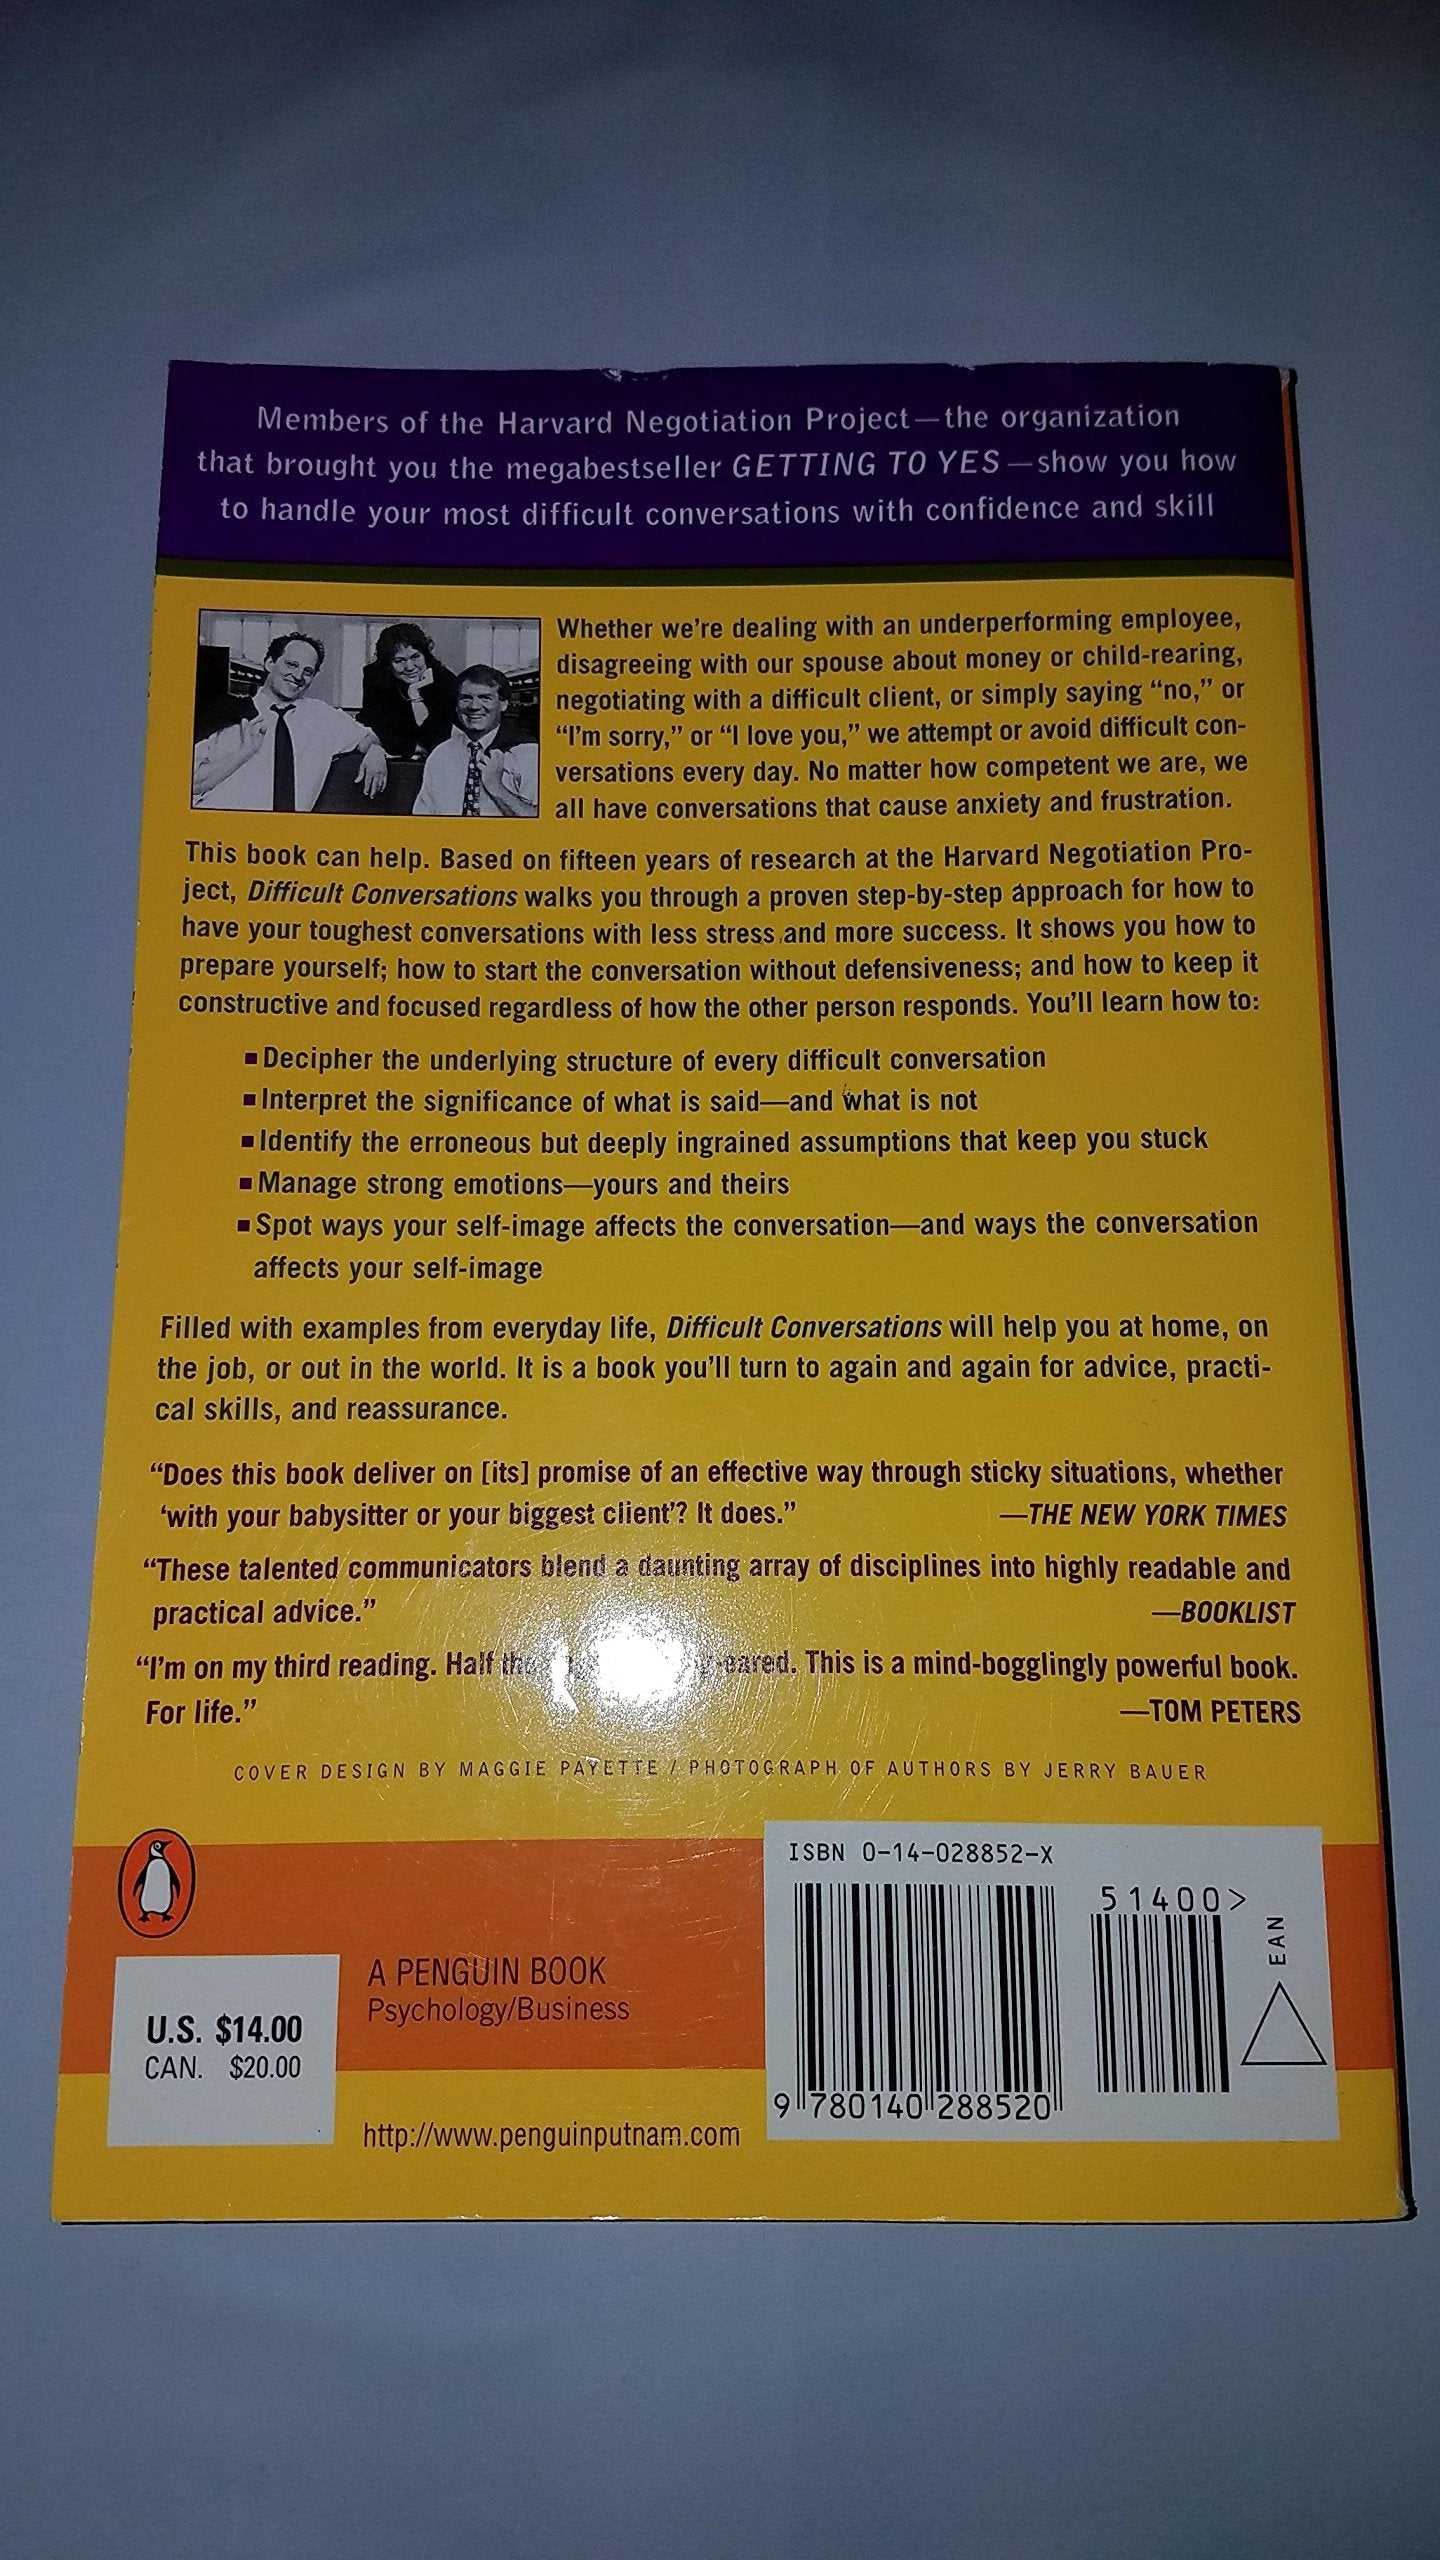 Members of the Harvard Negotiation Project—the organization
that brought you the megabestseller GETTING TO YES—show you how
to handle your most difficult conversations with confidence and skill
Whether we're dealing with an underperforming employee,
disagreeing with our spouse about money or child-rearing,
negotiating with a difficult client, or simply saying “no,” or
“I'm sorry,” or “I love you,” we attempt or avoid difficult con-
versations every day. No matter how competent we are, we
all have conversations that cause anxiety and frustration.
This book can help. Based on fifteen years of research at the Harvard Negotiation Pro-
ject, Difficult Conversations walks you through a proven step-by-step approach for how to
have your toughest conversations with less stress and more success. It shows you how to
prepare yourself; how to start the conversation without defensiveness; and how to keep it
constructive and focused regardless of how the other person responds. You'll learn how to:
■ Decipher the underlying structure of every difficult conversation
■ Interpret the significance of what is said—and what is not
■ Identify the erroneous but deeply ingrained assumptions that keep you stuck
■ Manage strong emotions—yours and theirs
■ Spot ways your self-image affects the conversation—and ways the conversation
affects your self-image
Filled with examples from everyday life, Difficult Conversations will help you at home, on
the job, or out in the world. It is a book you'll turn to again and again for advice, practi-
cal skills, and reassurance.
“Does this book deliver on [its] promise of an effective way through sticky situations, whether
‘with your babysitter or your biggest client’? It does.” —THE NEW YORK TIMES
“These talented communicators blend a daunting array of disciplines into highly readable and
practical advice.” —BOOKLIST
“I'm on my third reading. Half the This is a mind-bogglingly powerful book.
For life.” —TOM PETERS
COVER DESIGN BY MAGGIE PAYETTE / PHOTOGRAPH OF AUTHORS BY JERRY BAUER
ISBN 0-14-028852-X
51400>
EAN
9 780140 288520
A PENGUIN BOOK
Psychology/Business
U.S. $14.00
CAN. $20.00
http://www.penguinputnam.com